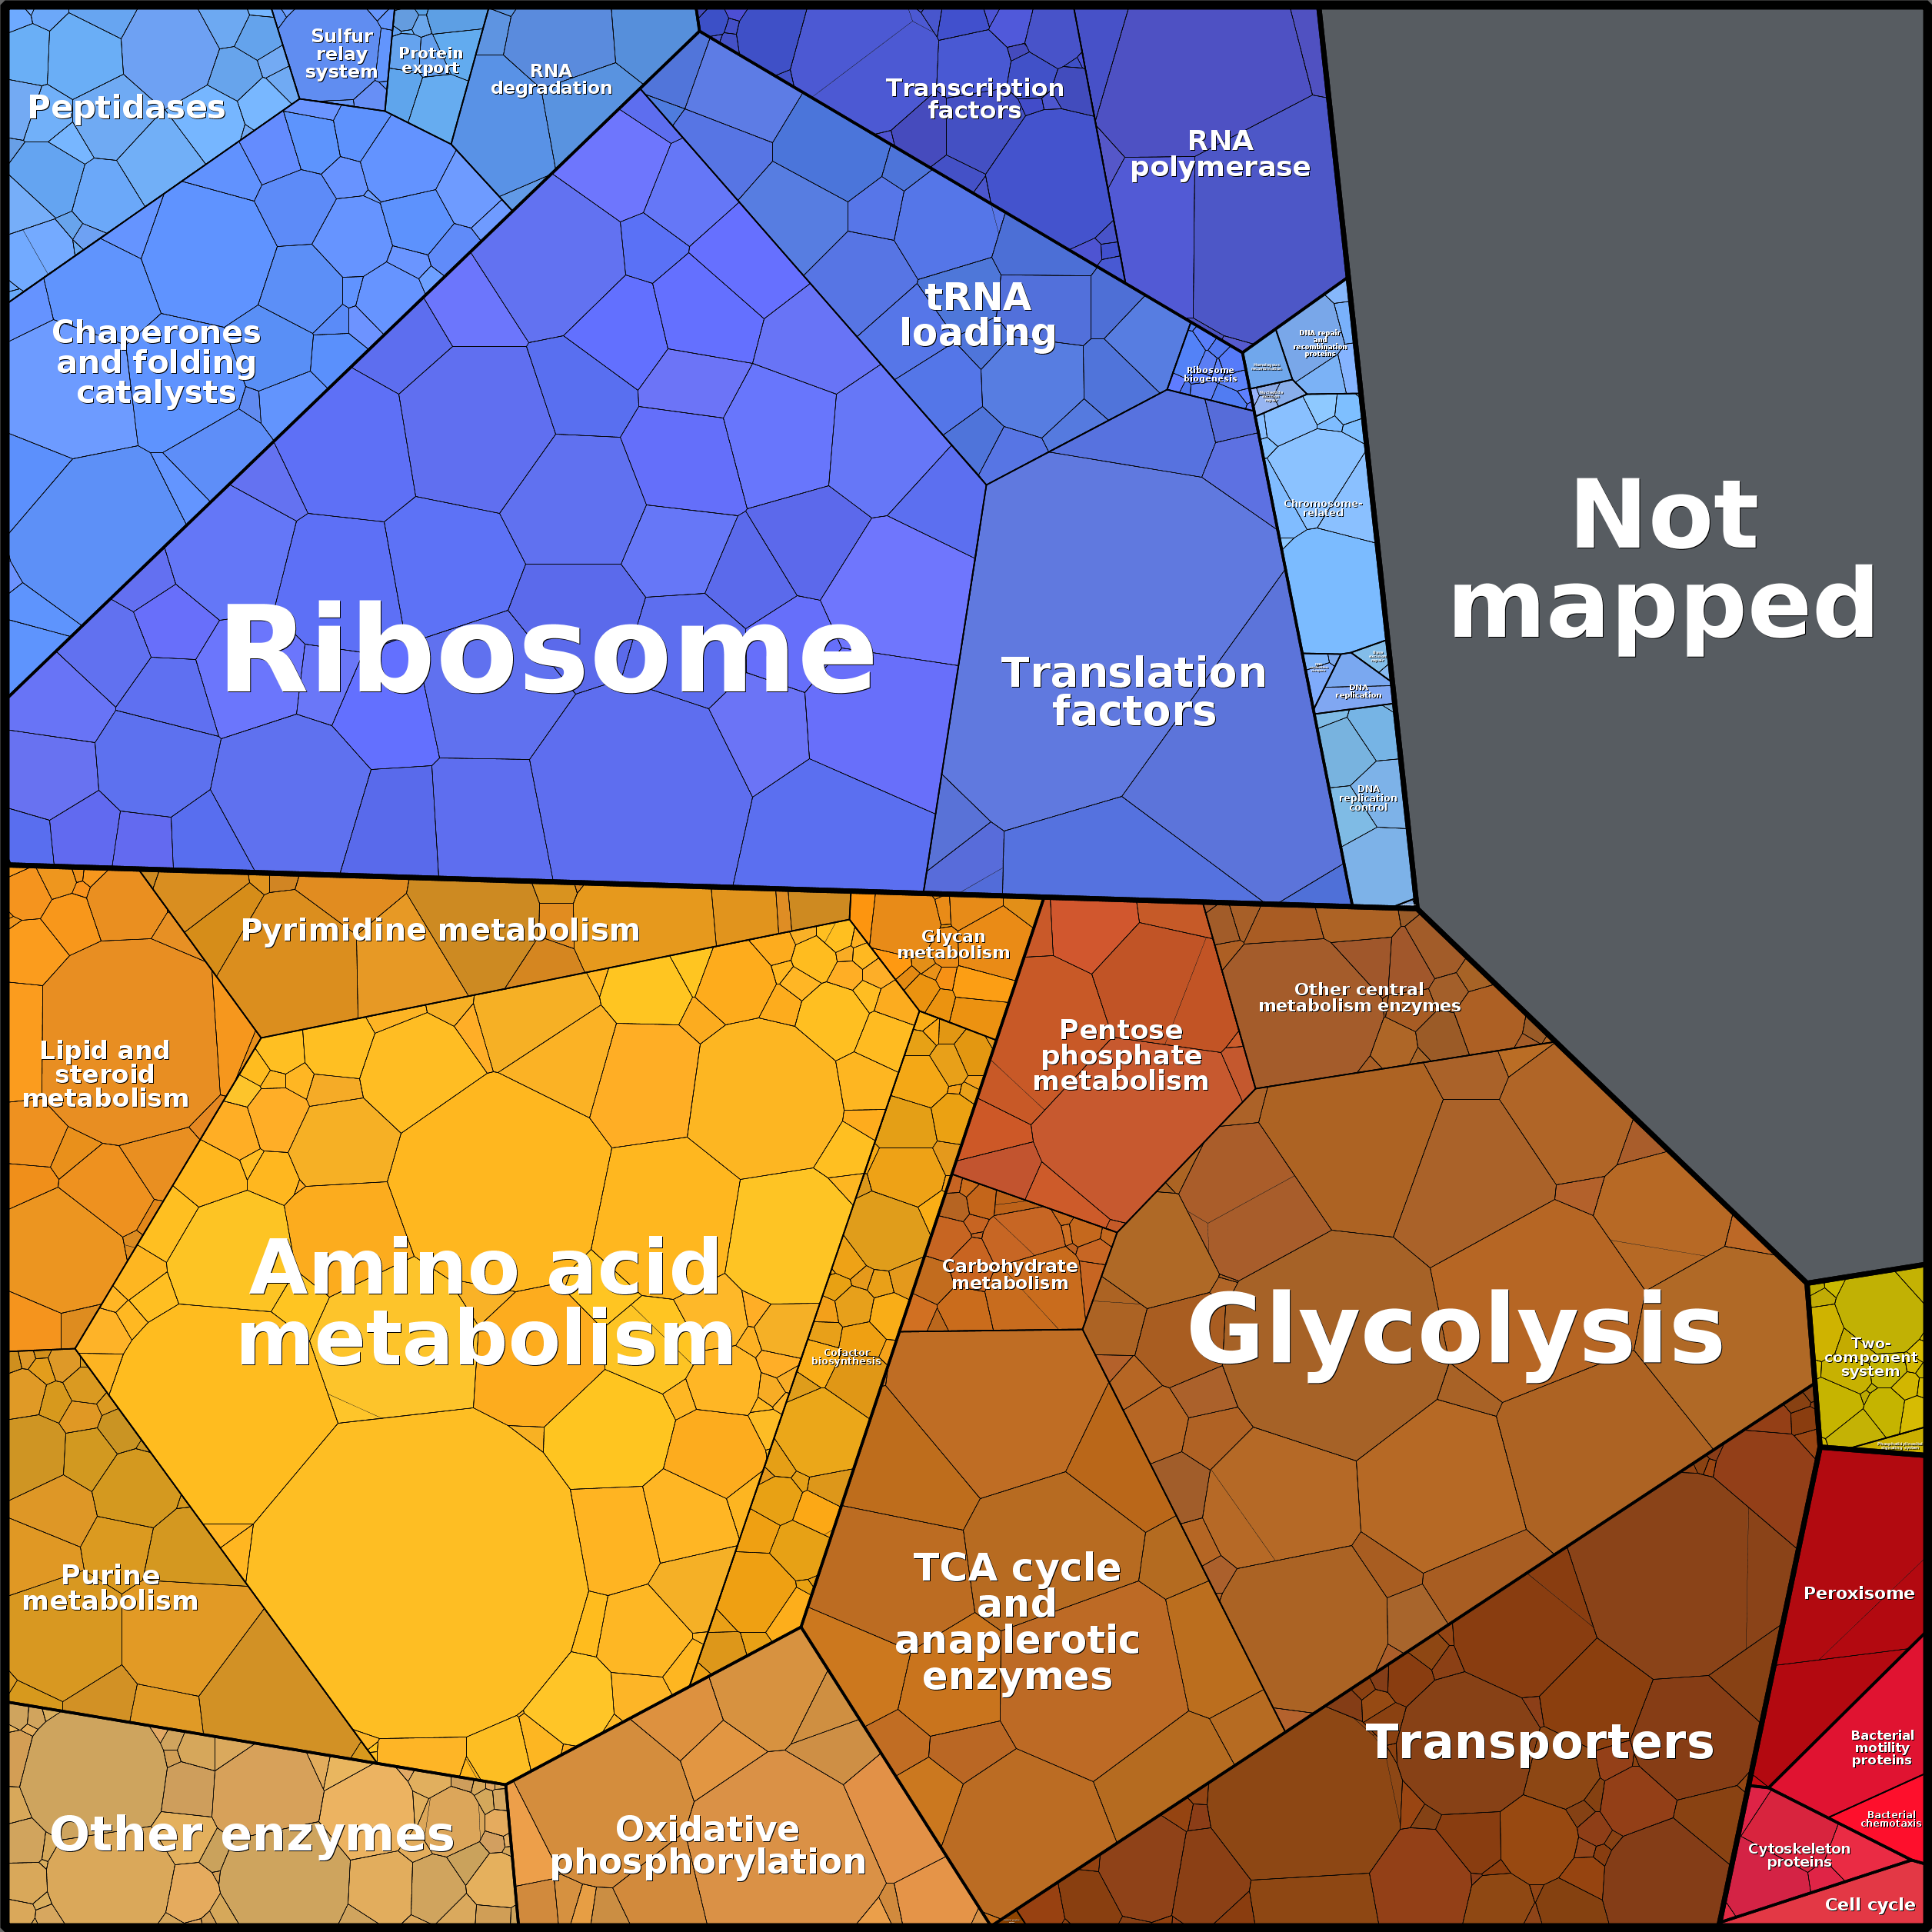 Sulfur
relay
system
Protein
export
RNA
degradation
Peptidases
Transcription
factors
RNA
polymerase
Chaperones
and folding
catalysts
tRNA
loading
Ribosome
biogenesis
DNA repair
and
recombination
proteins
Chromosome-
related
Not
mapped
Ribosome
Translation
factors
DNA
replication
DNA
replication
control
Pyrimidine metabolism
Glycan
metabolism
Lipid and
steroid
metabolism
Pentose
phosphate
metabolism
Other central
metabolism enzymes
Amino acid
metabolism
Carbohydrate
metabolism
Glycolysis
Cofactor
biosynthesis
Two-
component
system
Purine
metabolism
TCA cycle
and
anaplerotic
enzymes
Peroxisome
Transporters
Bacterial
motility
proteins
Other enzymes
Oxidative
phosphorylation
Bacterial
chemotaxis
Cytoskeleton
proteins
Cell cycle